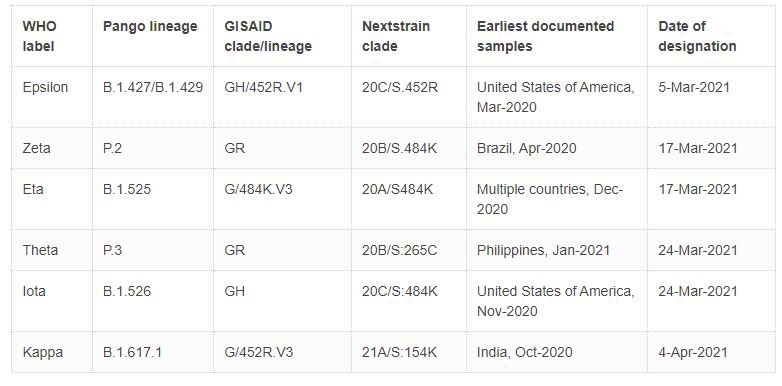 WHO label Pango lineage GISAID clade/lineage Nextstrain clade Earliest documented samples Date of designation
Epsilon B.1.427/B.1.429 GH/452R.V1 20C/S.452R United States of America, Mar-2020 5-Mar-2021
Zeta P.2 GR 20B/S.484K Brazil, Apr-2020 17-Mar-2021
Eta B.1.525 G/484K.V3 20A/S484K Multiple countries, Dec-2020 17-Mar-2021
Theta P.3 GR 20B/S:265C Philippines, Jan-2021 24-Mar-2021
Iota B.1.526 GH 20C/S:484K United States of America, Nov-2020 24-Mar-2021
Kappa B.1.617.1 G/452R.V3 21A/S:154K India, Oct-2020 4-Apr-2021